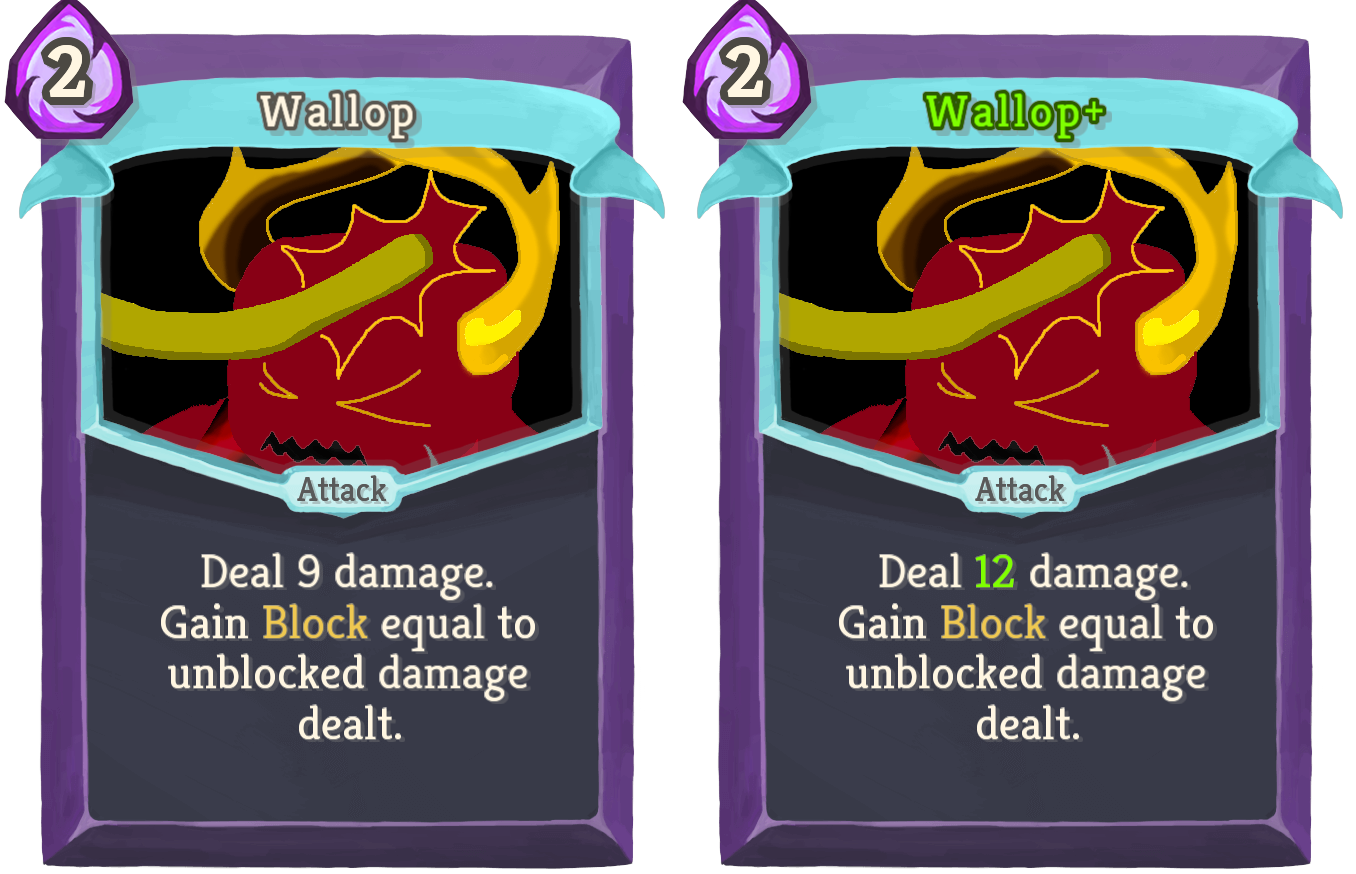 2
Wallop
Attack
Deal 9 damage.
Gain Block equal to
unblocked damage
dealt.
2
Wallop+
Attack
Deal 12 damage.
Gain Block equal to
unblocked damage
dealt.